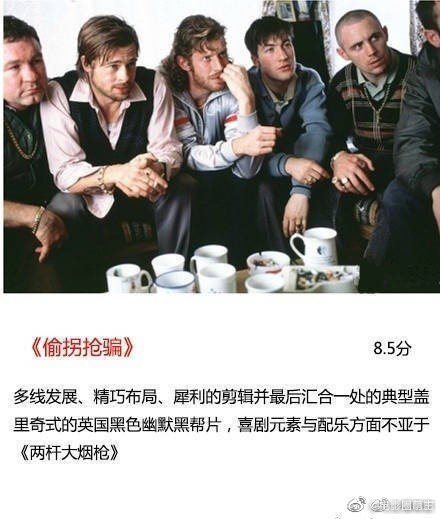 《偷拐抢骗》 8.5分
多线发展、精巧布局、犀利的剪辑并最后汇合一处的典型盖
里奇式的英国黑色幽默黑帮片，喜剧元素与配乐方面不亚于
《两杆大烟枪》